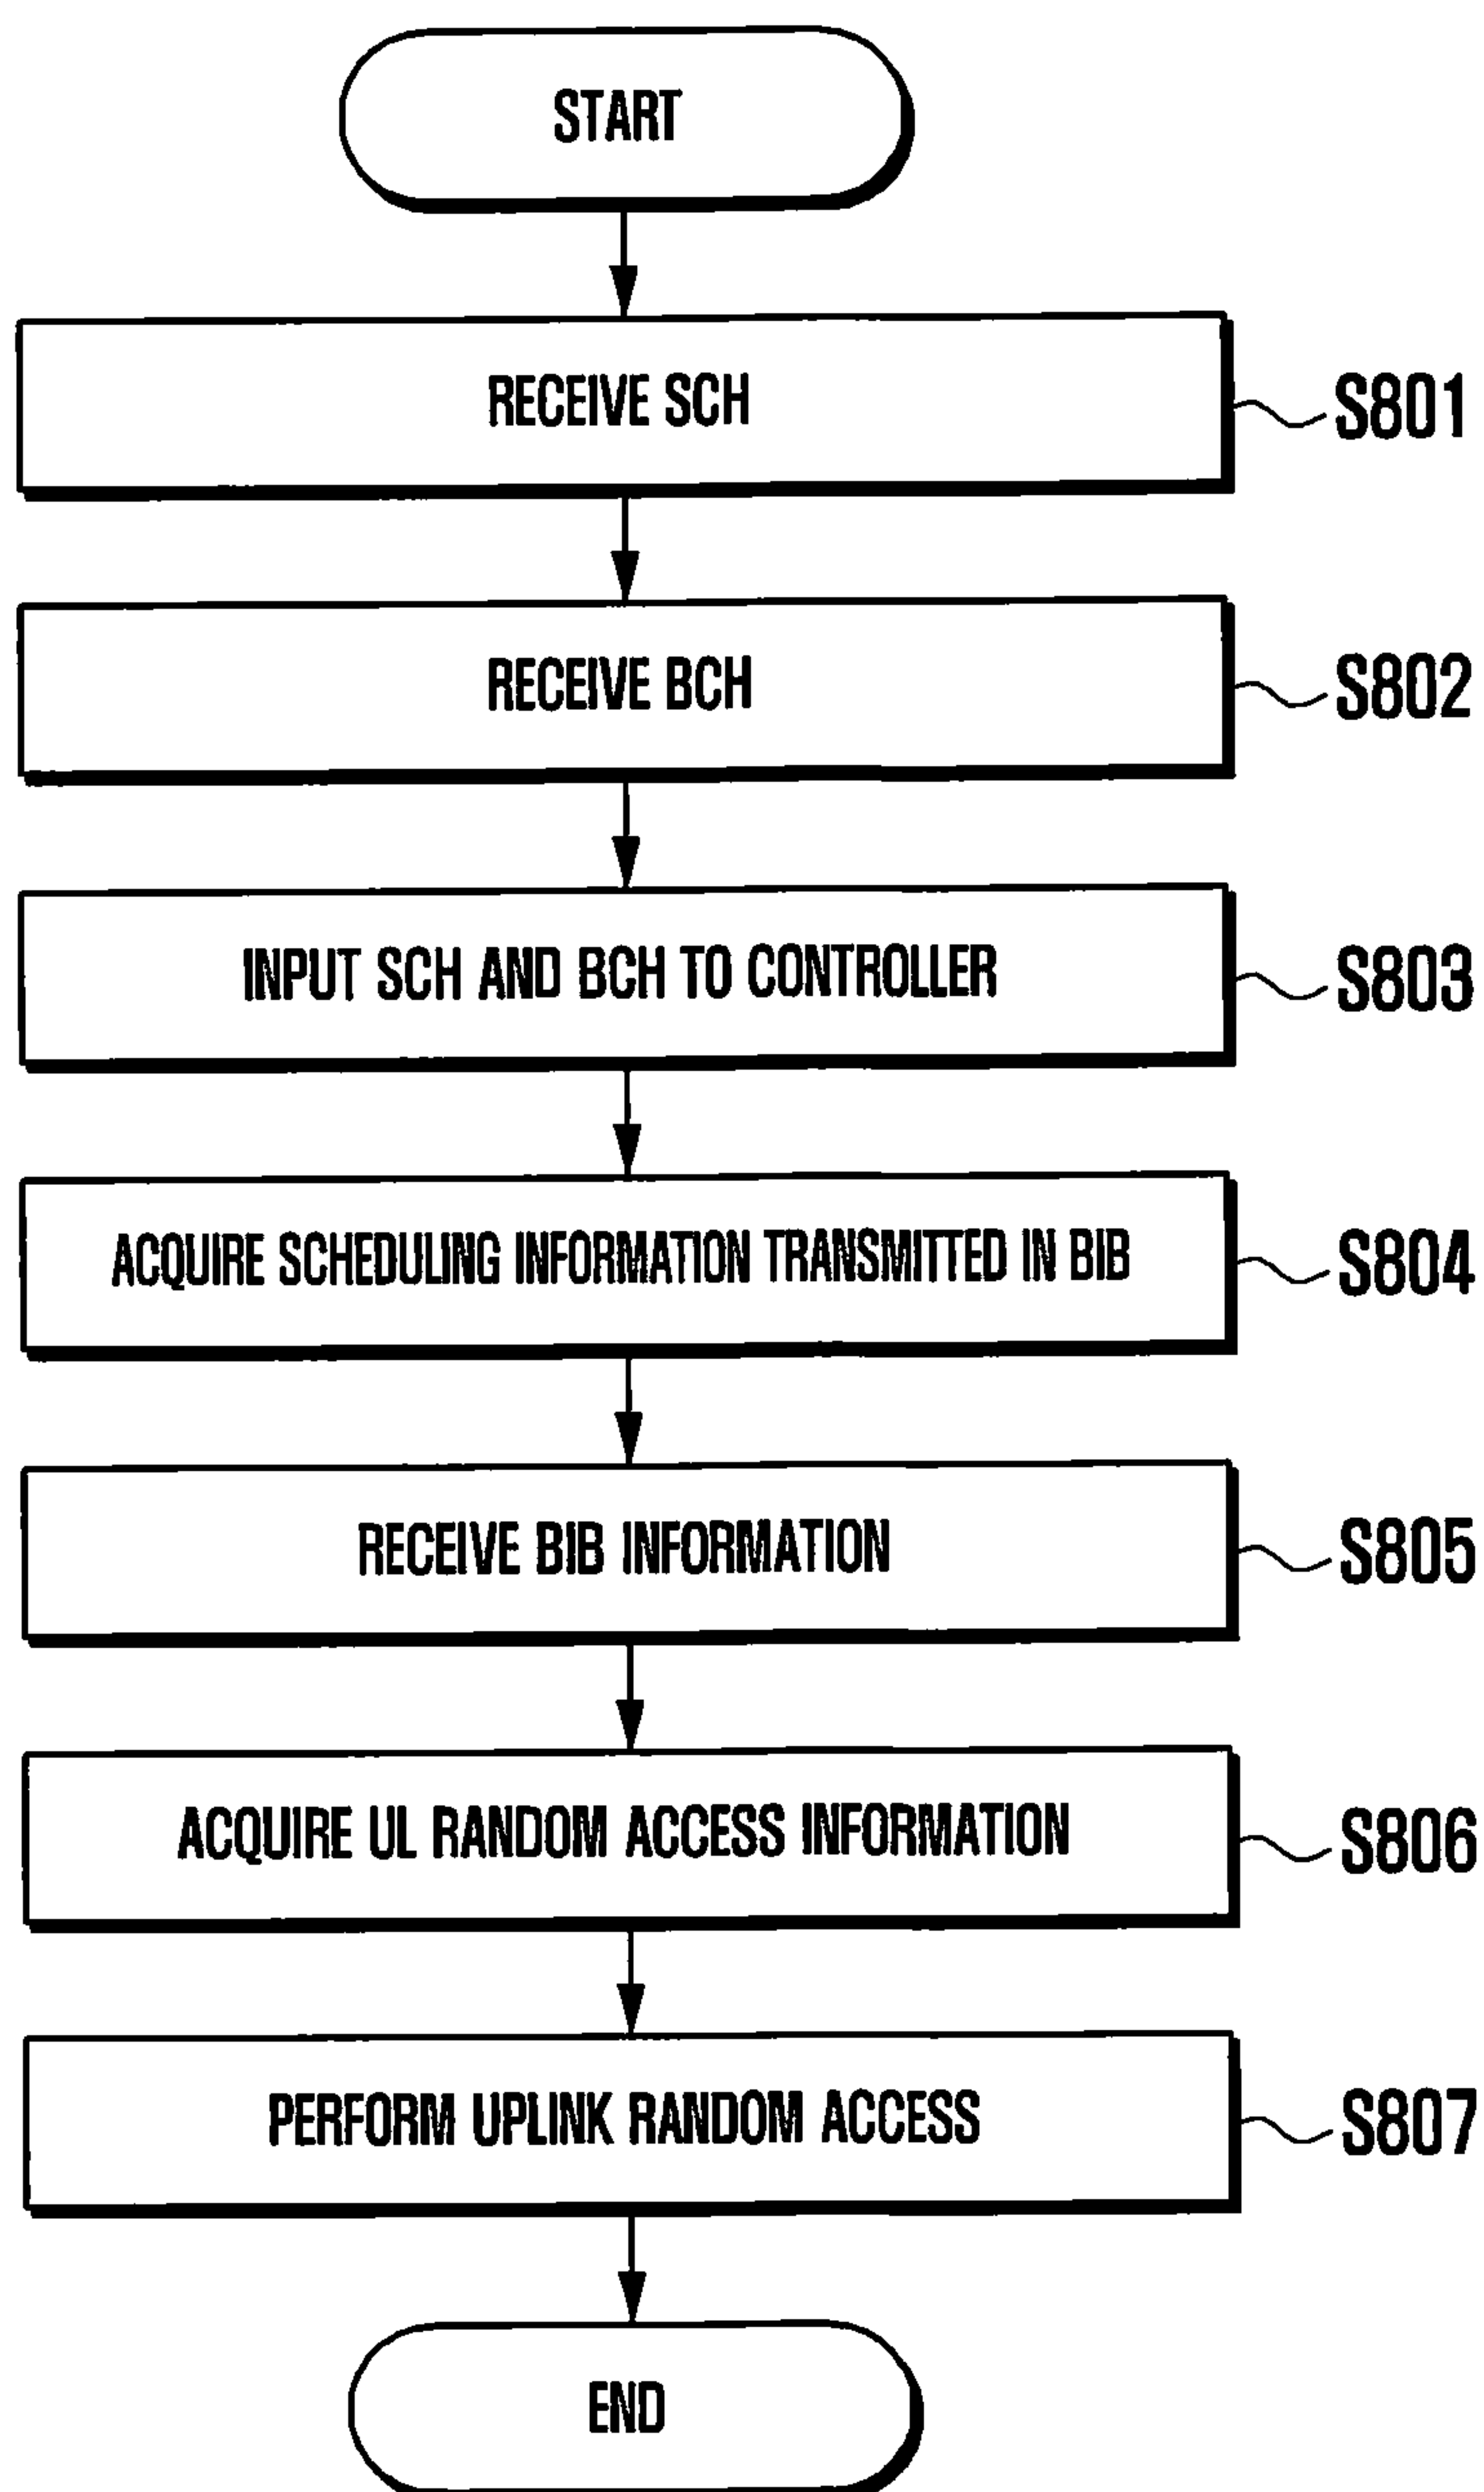 START
RECEIVE SCH
S801
RECEIVE BCH
S802
INPUT SCH AND BCH TO CONTROLLER
S803
ACQUIRE SCHEDULING INFORMATION TRANSMITTED IN BIB
S804
RECEIVE BIB INFORMATION
S805
ACQUIRE UL RANDOM ACCESS INFORMATION
S806
PERFORM UPLINK RANDOM ACCESS
S807
END